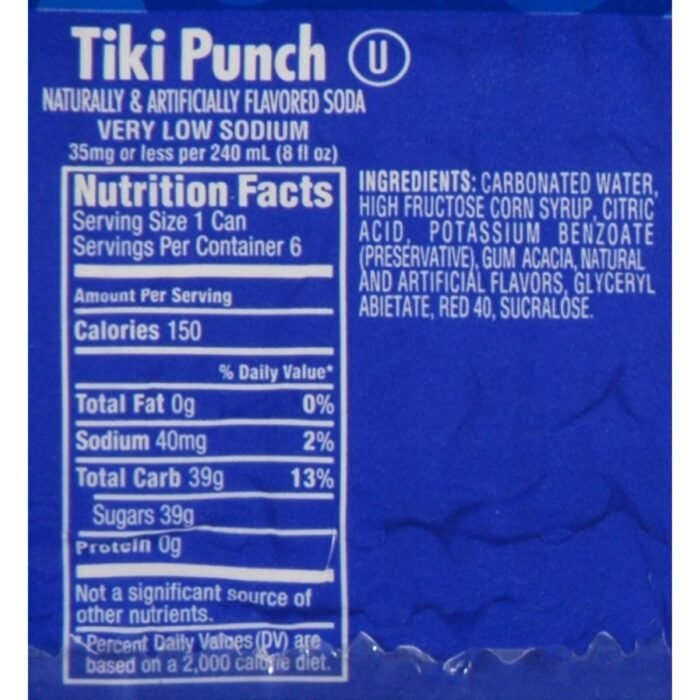 Tiki Punch U
NATURALLY & ARTIFICIALLY FLAVORED SODA
VERY LOW SODIUM
35mg or less per 240 mL (8 fl oz)
Nutrition Facts
Serving Size 1 Can
Servings Per Container 6
Amount Per Serving
Calories 150
% Daily Value*
Total Fat 0g 0%
Sodium 40mg 2%
Total Carb 39g 13%
Sugars 39g
Protein 0g
Not a significant source of
other nutrients.
*Percent Daily Values (DV) are
based on a 2,000 calorie diet.
INGREDIENTS: CARBONATED WATER,
HIGH FRUCTOSE CORN SYRUP, CITRIC
ACID, POTASSIUM BENZOATE
(PRESERVATIVE), GUM ACACIA, NATURAL
AND ARTIFICIAL FLAVORS, GLYCERYL
ABIETATE, RED 40, SUCRALOSE.